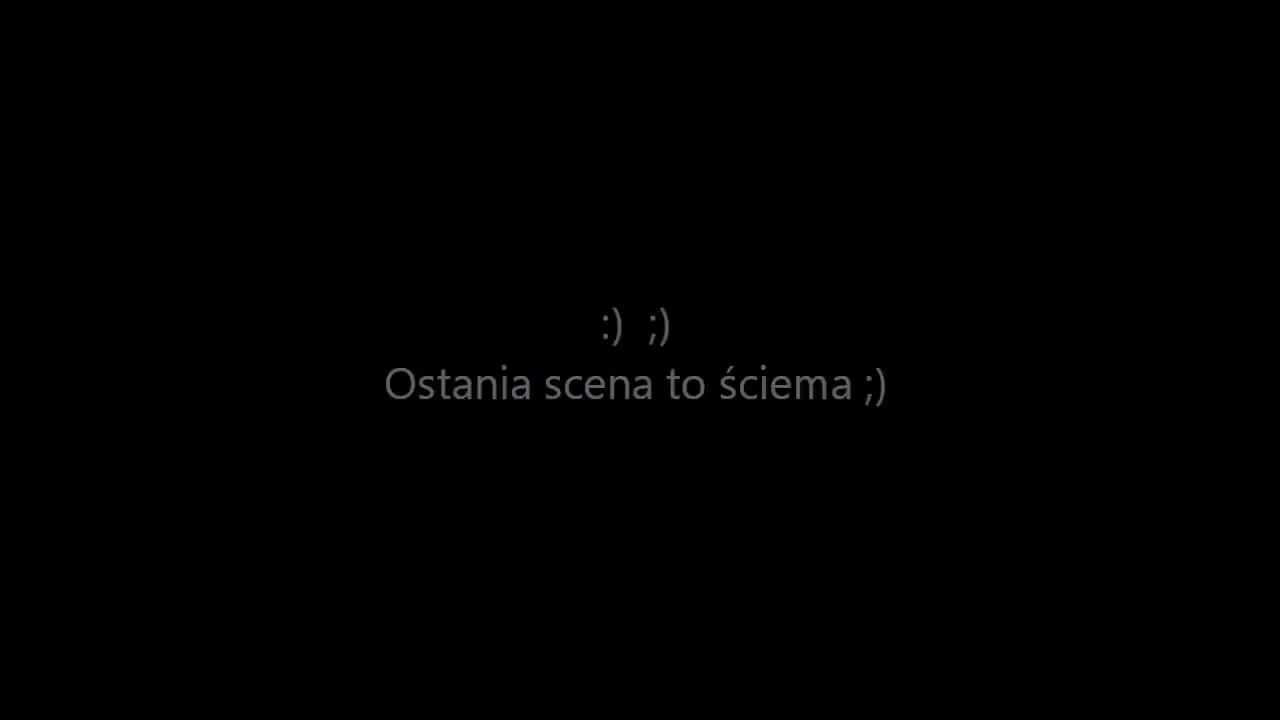 :) ;)
Ostania scena to ściema ;)